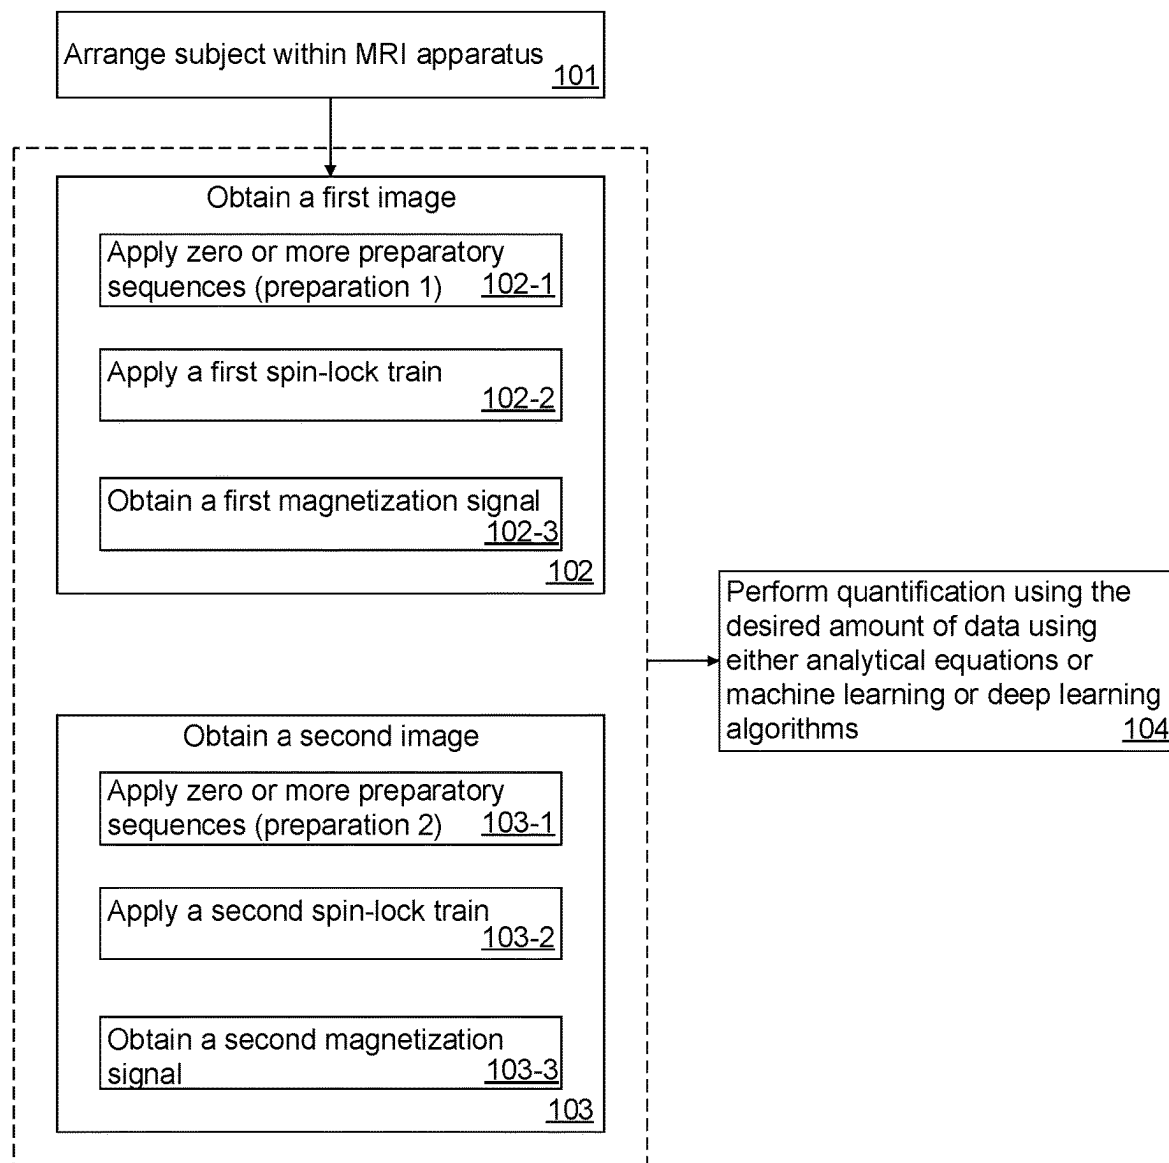 Arrange subject within MRI apparatus
101
Obtain a first image
Apply zero or more preparatory
sequences (preparation 1) 102-1
Apply a first spin-lock train
102-2
Obtain a first magnetization signal
102-3
102
Obtain a second image
Apply zero or more preparatory
sequences (preparation 2) 103-1
Apply a second spin-lock train
103-2
Obtain a second magnetization
signal 103-3
103
Perform quantification using the
desired amount of data using
either analytical equations or
machine learning or deep learning
algorithms 104